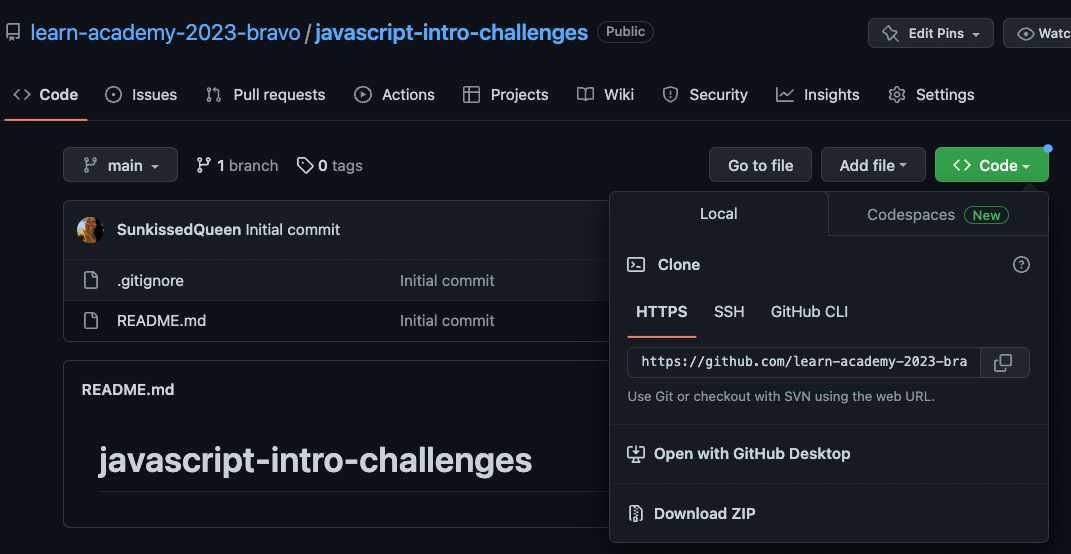 learn-academy-2023-bravo / javascript-intro-challenges Public
Edit Pins
Watc
Code Issues Pull requests Actions Projects Wiki Security Insights Settings
main 1 branch 0 tags
Go to file Add file Code
Local Codespaces New
SunkissedQueen Initial commit
.gitignore Initial commit
README.md Initial commit
Clone
HTTPS SSH GitHub CLI
https://github.com/learn-academy-2023-bra
Use Git or checkout with SVN using the web URL.
Open with GitHub Desktop
Download ZIP
README.md
javascript-intro-challenges